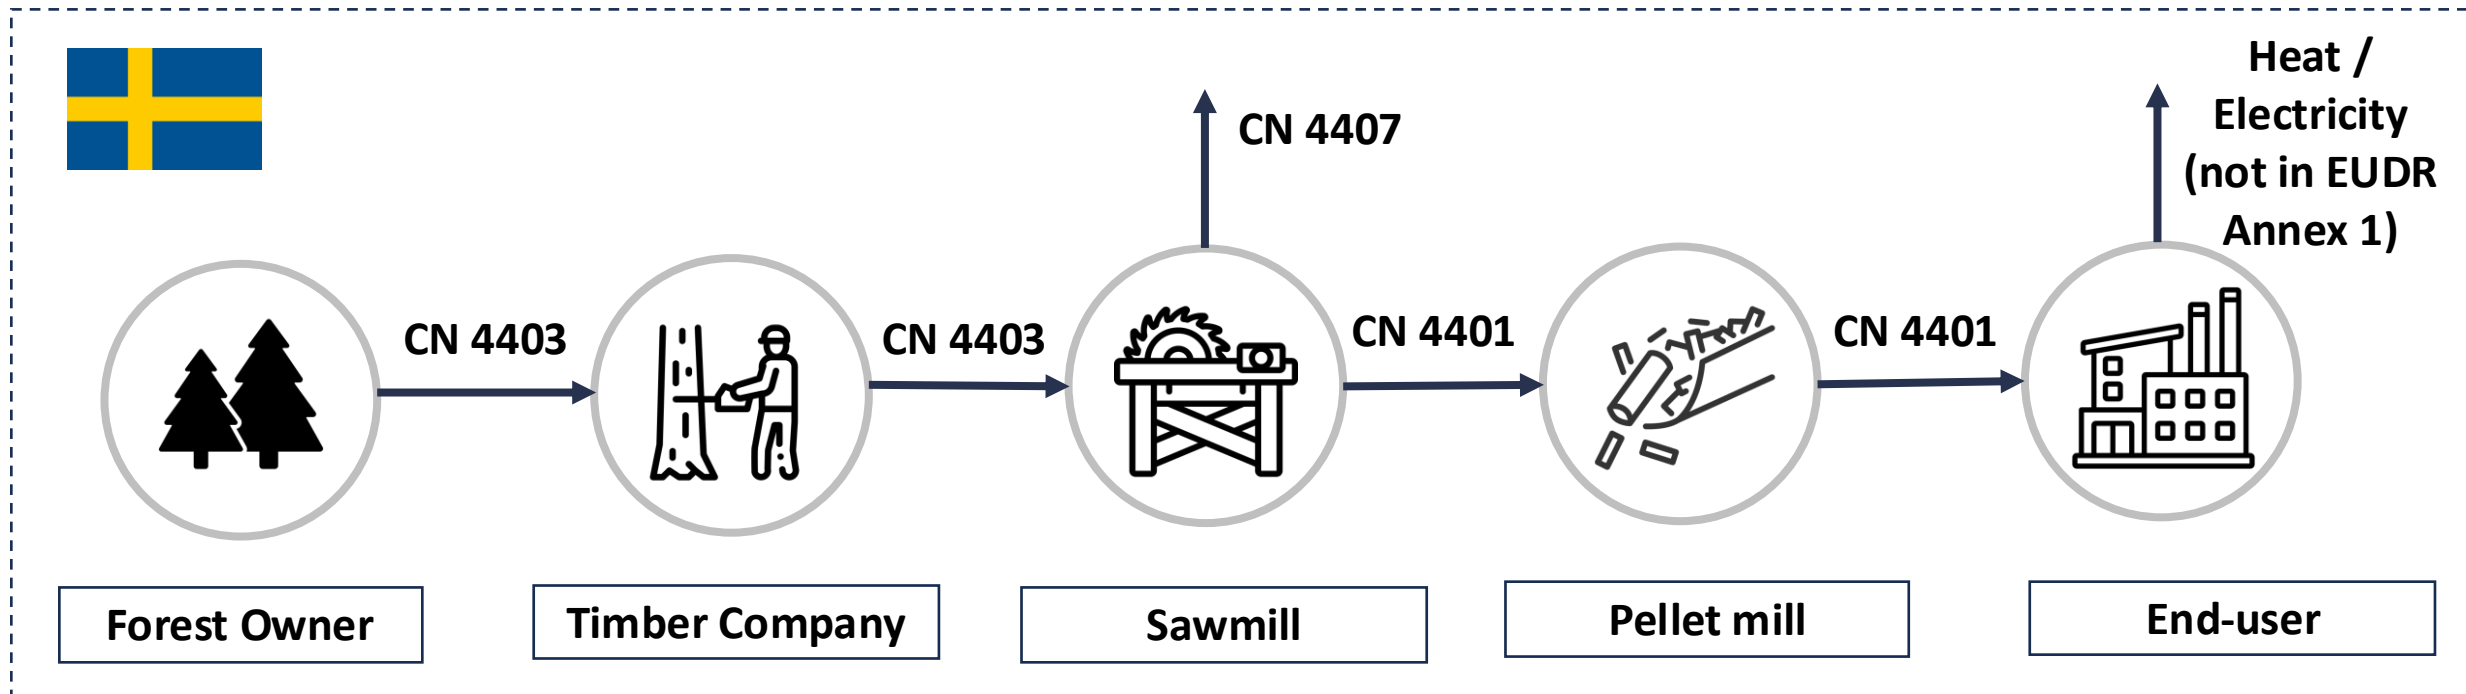 CN 4407
Heat /
Electricity
(not in EUDR
Annex 1)
CN 4403
CN 4403
CN 4401
CN 4401
Forest Owner
Timber Company
Sawmill
Pellet mill
End-user